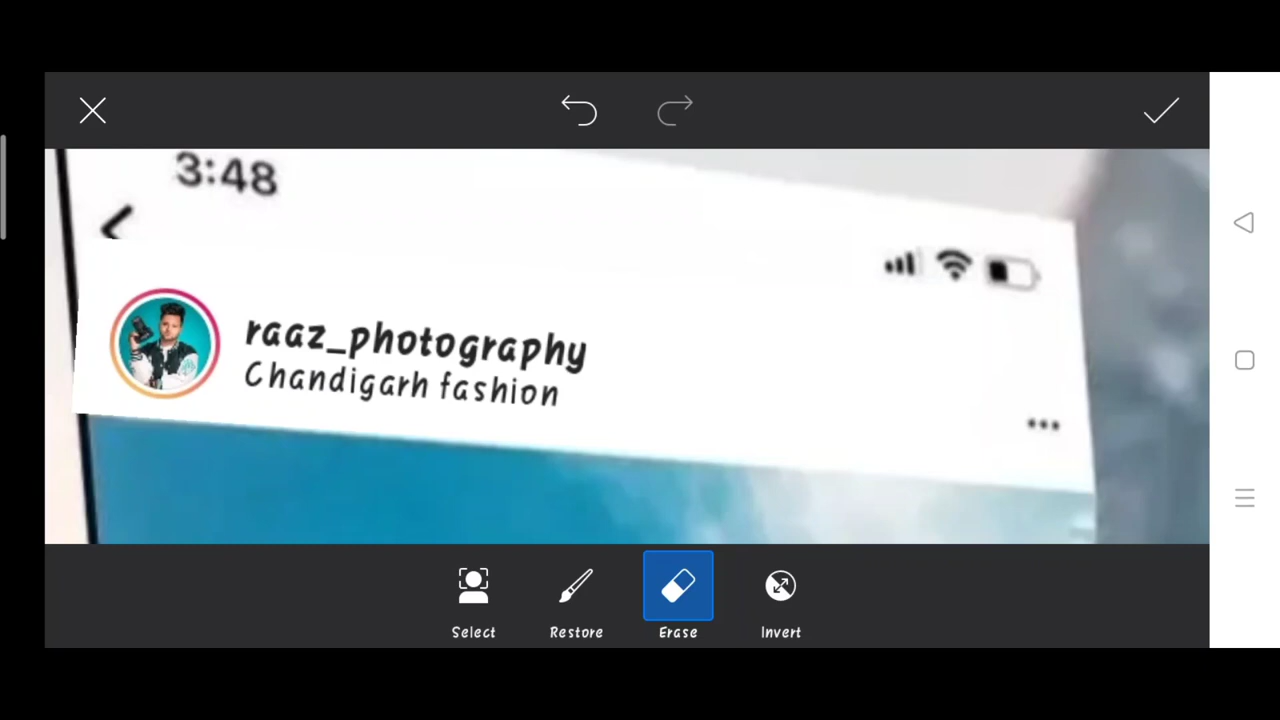 3:48
raaz_photography
Chandigarh fashion
Select
Restore
Erase
Invert